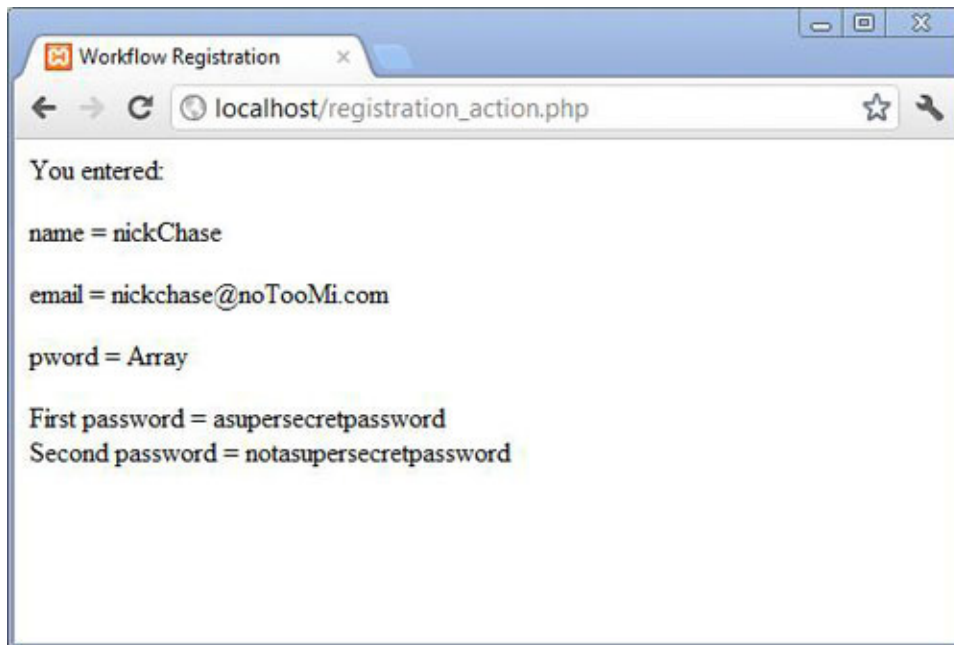 Workflow Registration
localhost/registration_action.php
You entered:
name = nickChase
email = nickchase@noTooMi.com
pword = Array
First password = asupersecretpassword
Second password = notasupersecretpassword